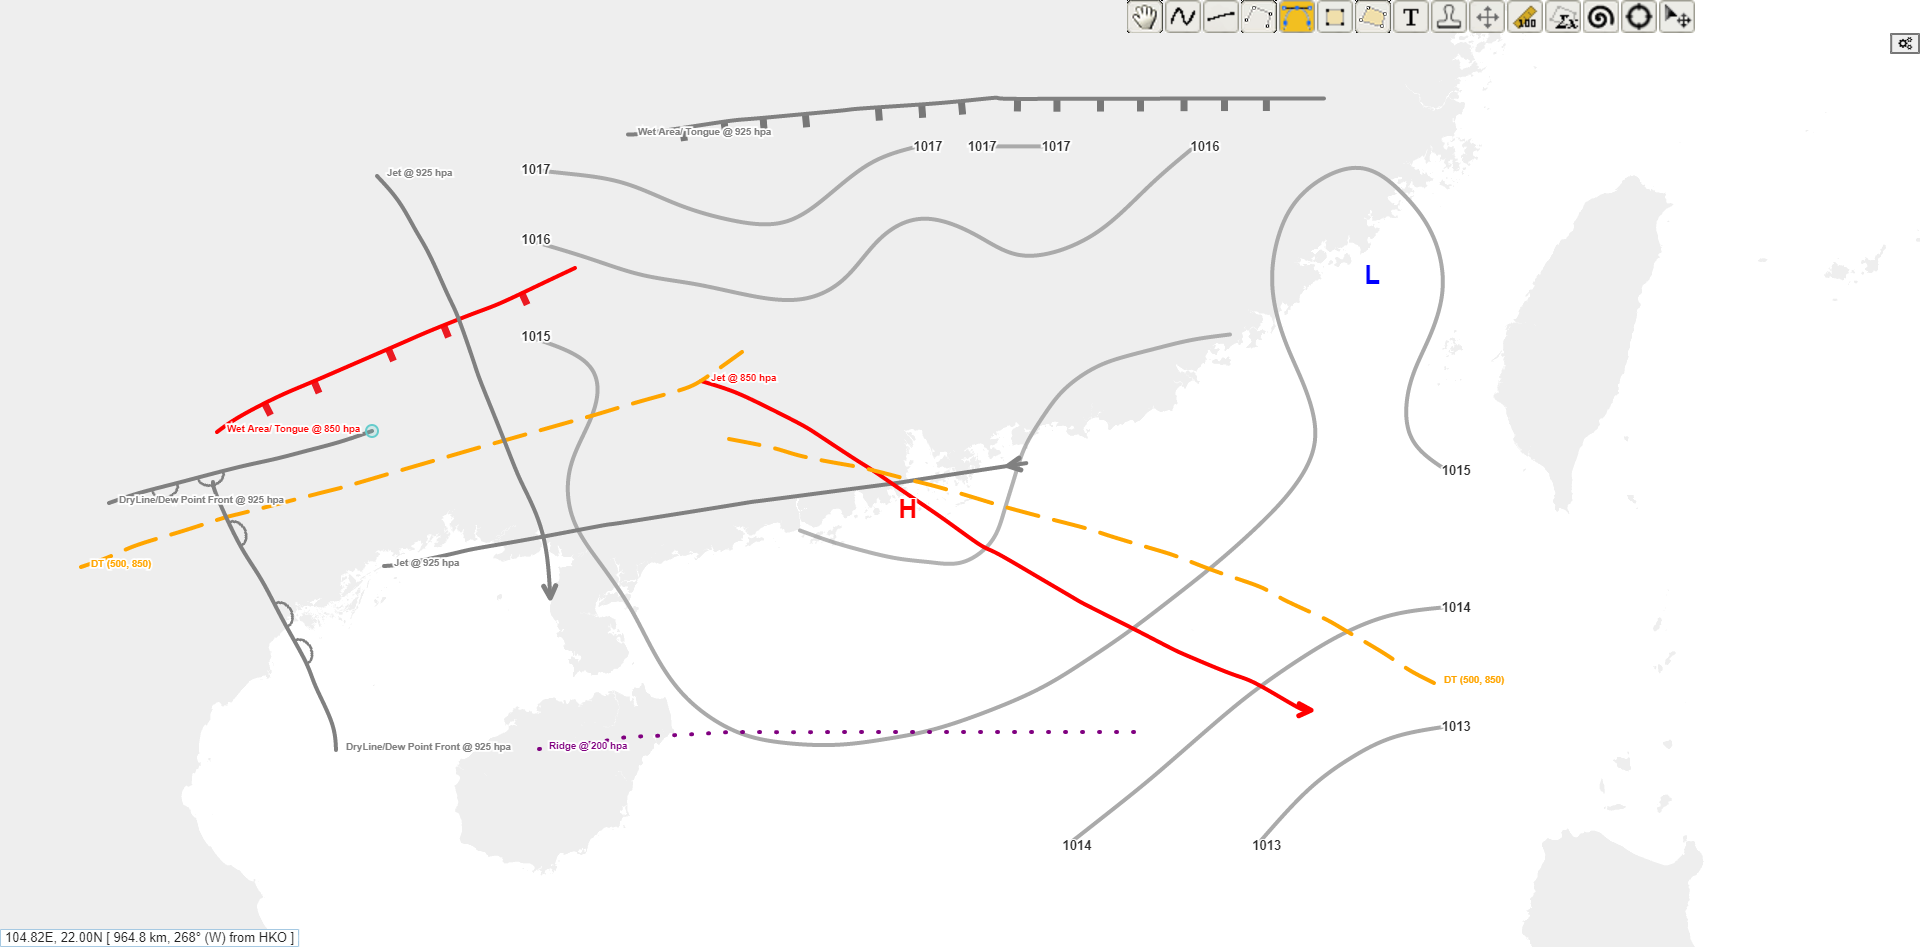 T
100
Σx
Wet Area/ Tongue @ 925 hpa
1017
1017
1017
1016
Jet @ 925 hpa
1017
1016
L
1015
Jet @ 850 hpa
Wet Area/ Tongue @ 850 hpa
1015
DryLine/Dew Point Front @ 925 hpa
H
DT (500, 850)
Jet @ 925 hpa
1014
DT (500, 850)
1013
Ridge @ 200 hpa
DryLine/Dew Point Front @ 925 hpa
1014
1013
104.82E, 22.00N [ 964.8 km, 268° (W) from HKO ]